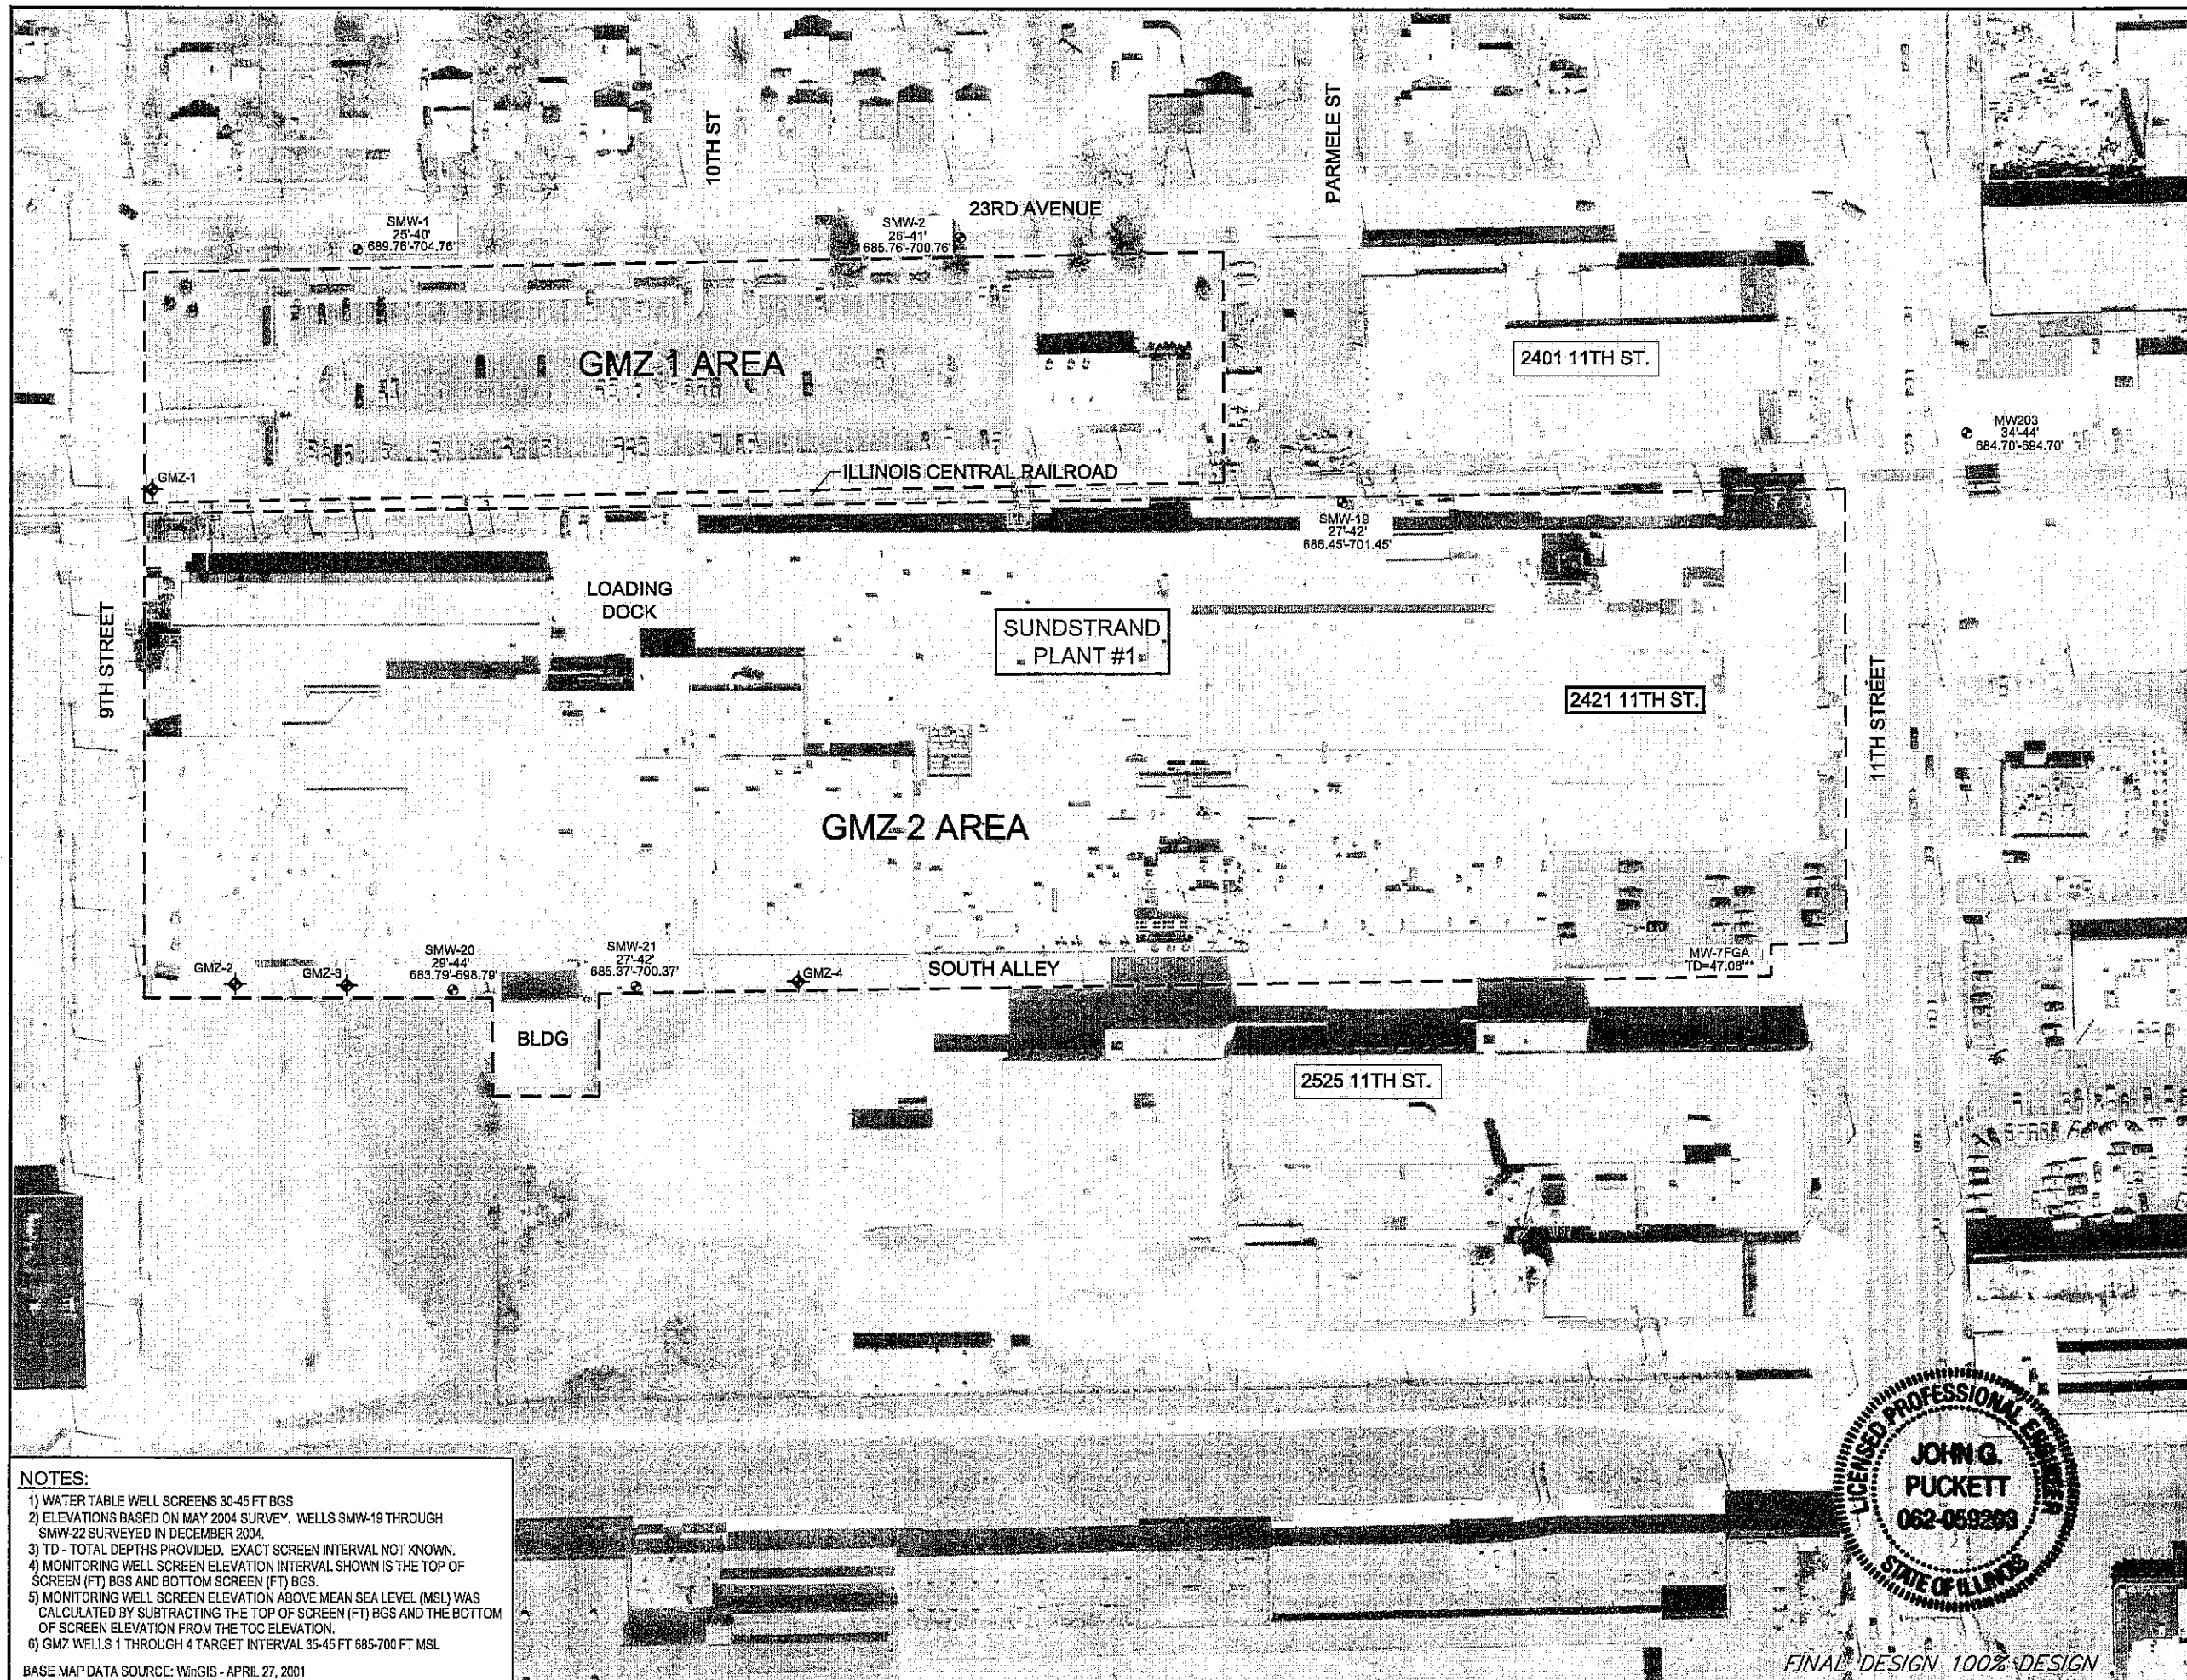 10TH ST
PARMELE ST
23RD AVENUE
SMW-1
25'-40'
689.76'-704.76'
SMW-2
26'-41'
685.76'-700.76'
GMZ 1 AREA
2401 11TH ST.
MW203
34'-44'
684.70'-694.70'
GMZ-1
ILLINOIS CENTRAL RAILROAD
SMW-19
27'-42'
686.45'-701.45'
LOADING
DOCK
SUNDSTRAND
PLANT #1
9TH STREET
2421 11TH ST.
11TH STREET
GMZ 2 AREA
GMZ-2
GMZ-3
SMW-20
29'-44'
683.79'-698.79'
SMW-21
27'-42'
685.37'-700.37'
GMZ-4
SOUTH ALLEY
MW-7FGA
TD=47.08'**
BLDG
2525 11TH ST.
NOTES:
1) WATER TABLE WELL SCREENS 30-45 FT BGS
2) ELEVATIONS BASED ON MAY 2004 SURVEY. WELLS SMW-19 THROUGH
SMW-22 SURVEYED IN DECEMBER 2004.
3) TD - TOTAL DEPTHS PROVIDED. EXACT SCREEN INTERVAL NOT KNOWN.
4) MONITORING WELL SCREEN ELEVATION INTERVAL SHOWN IS THE TOP OF
SCREEN (FT) BGS AND BOTTOM SCREEN (FT) BGS.
5) MONITORING WELL SCREEN ELEVATION ABOVE MEAN SEA LEVEL (MSL) WAS
CALCULATED BY SUBTRACTING THE TOP OF SCREEN (FT) BGS AND THE BOTTOM
OF SCREEN ELEVATION FROM THE TOC ELEVATION.
6) GMZ WELLS 1 THROUGH 4 TARGET INTERVAL 35-45 FT 685-700 FT MSL
BASE MAP DATA SOURCE: WinGIS - APRIL 27, 2001
LICENSED PROFESSIONAL ENGINEER
JOHN G.
PUCKETT
062-059293
STATE OF ILLINOIS
FINAL DESIGN 100% DESIGN